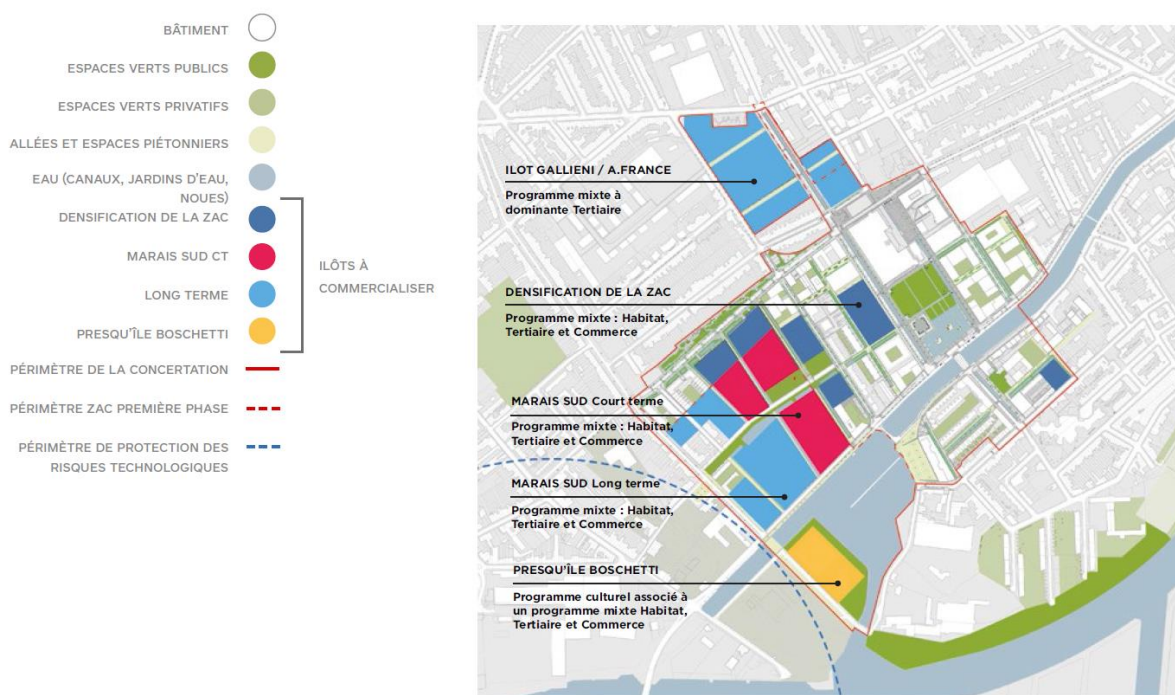 BÂTIMENT
ESPACES VERTS PUBLICS
ESPACES VERTS PRIVATIFS
ALLÉES ET ESPACES PIÉTONNIERS
EAU (CANAUX, JARDINS D'EAU,
NOUES)
DENSIFICATION DE LA ZAC
MARAIS SUD CT
LONG TERME
PRESQU'ÎLE BOSCHETTI
ILÔTS À
COMMERCIALISER
PÉRIMÈTRE DE LA CONCERTATION
PÉRIMÈTRE ZAC PREMIÈRE PHASE
PÉRIMÈTRE DE PROTECTION DES
RISQUES TECHNOLOGIQUES
ILOT GALLIENI / A.FRANCE
Programme mixte à
dominante Tertiaire
DENSIFICATION DE LA ZAC
Programme mixte : Habitat,
Tertiaire et Commerce
MARAIS SUD Court terme
Programme mixte : Habitat,
Tertiaire et Commerce
MARAIS SUD Long terme
Programme mixte : Habitat,
Tertiaire et Commerce
PRESQU'ÎLE BOSCHETTI
Programme culturel associé à
un programme mixte Habitat,
Tertiaire et Commerce